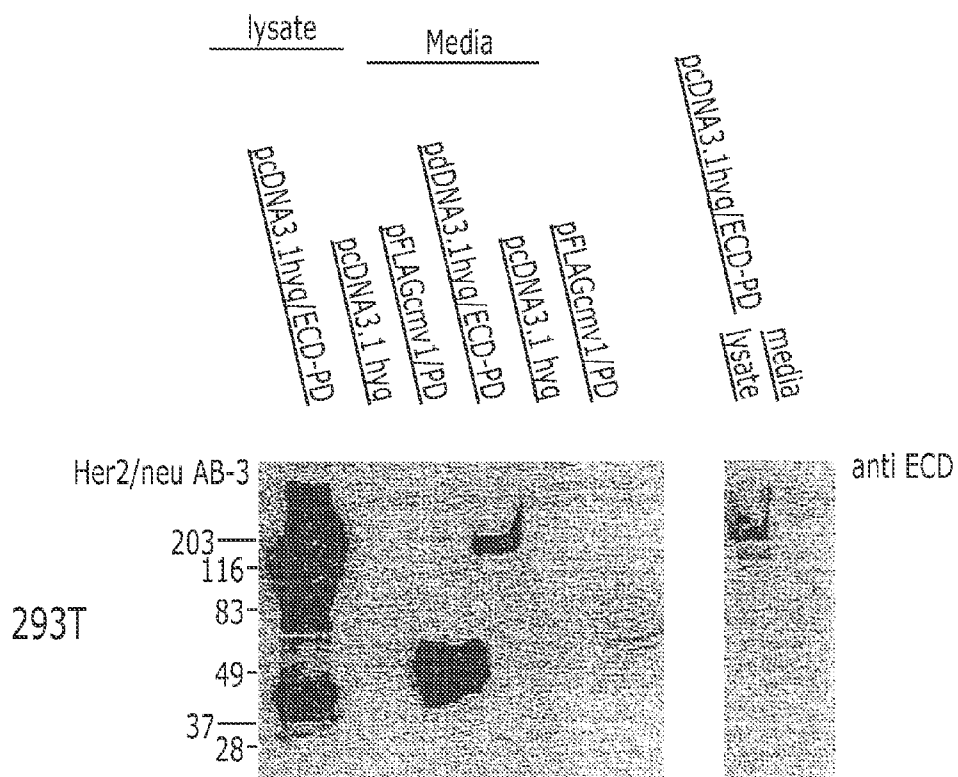 lysate
Media
pcDNA3.1hyg/ECD-PD
pcDNA3.1 hyg
pFLAGcmv1/PD
pdDNA3.1hyg/ECD-PD
pcDNA3.1 hyg
pFLAGcmv1/PD
pcDNA3.1hyg/ECD-PD
lysate
media
Her2/neu AB-3
anti ECD
203
116
83
293T
49
37
28